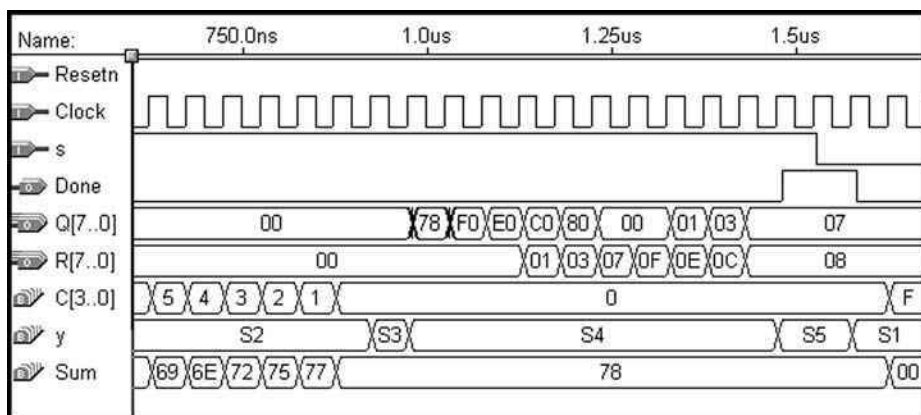 Name: 750.0ns 1.0us 1.25us 1.5us
Resetn
Clock
s
Done
Q[7..0] 00 78 F0 E0 C0 80 00 01 03 07
R[7..0] 00 01 03 07 0F 0E 0C 08
C[3..0] 5 4 3 2 1 0 F
y S2 S3 S4 S5 S1
Sum 69 6E 72 75 77 78 00